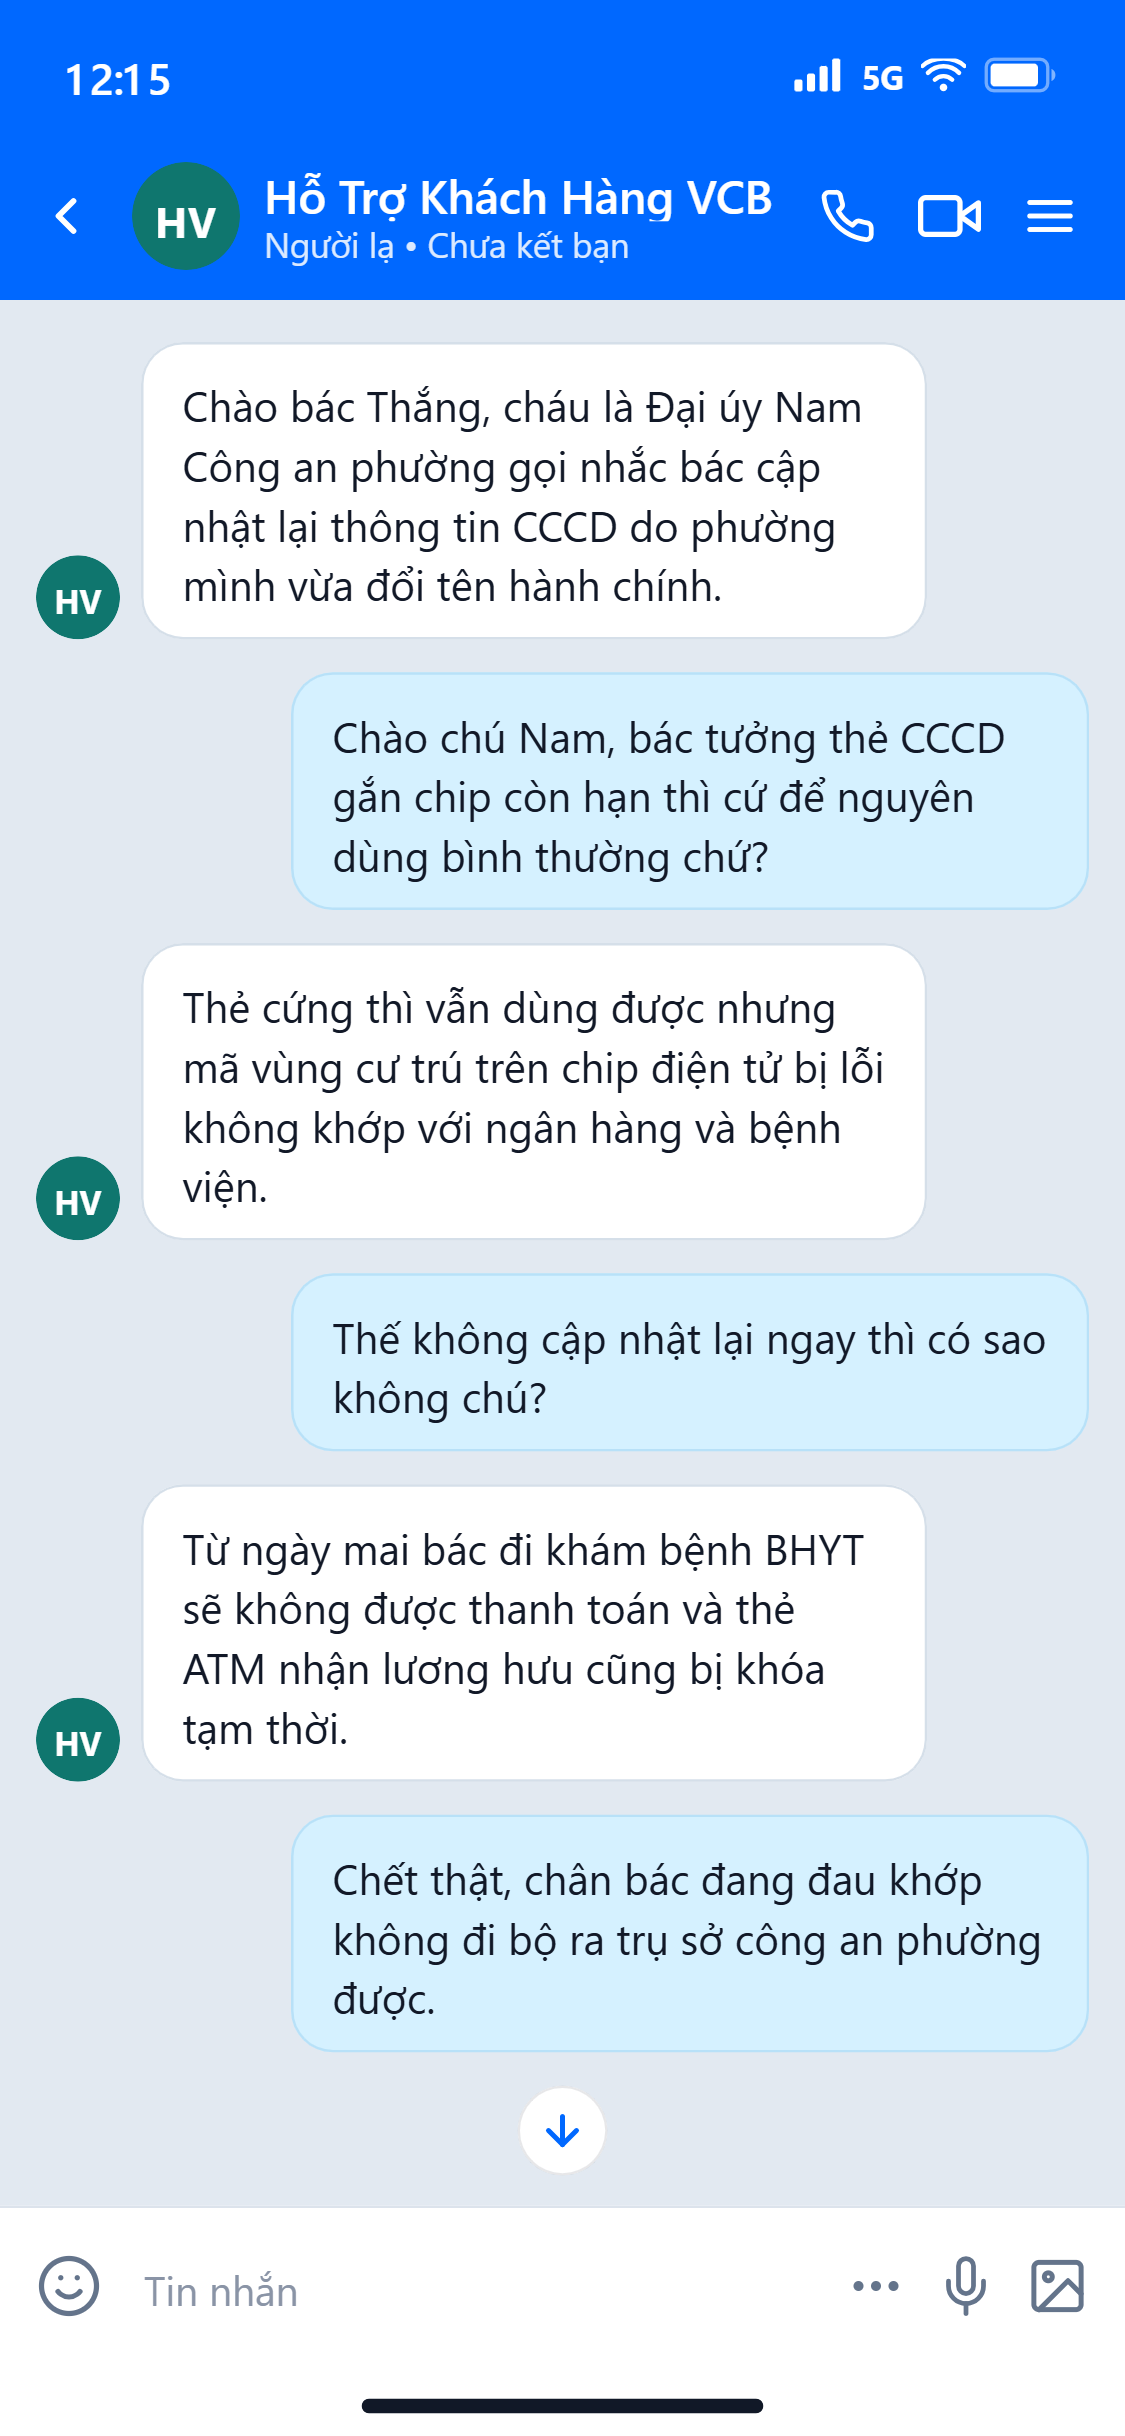 12:15
5G
HV
Hỗ Trợ Khách Hàng VCB
Người lạ • Chưa kết bạn
Chào bác Thắng, cháu là Đại úy Nam
Công an phường gọi nhắc bác cập
nhật lại thông tin CCCD do phường
mình vừa đổi tên hành chính.
HV
Chào chú Nam, bác tưởng thẻ CCCD
gắn chip còn hạn thì cứ để nguyên
dùng bình thường chứ?
Thẻ cứng thì vẫn dùng được nhưng
mã vùng cư trú trên chip điện tử bị lỗi
không khớp với ngân hàng và bệnh
viện.
HV
Thế không cập nhật lại ngay thì có sao
không chú?
Từ ngày mai bác đi khám bệnh BHYT
sẽ không được thanh toán và thẻ
ATM nhận lương hưu cũng bị khóa
tạm thời.
HV
Chết thật, chân bác đang đau khớp
không đi bộ ra trụ sở công an phường
được.
Tin nhắn